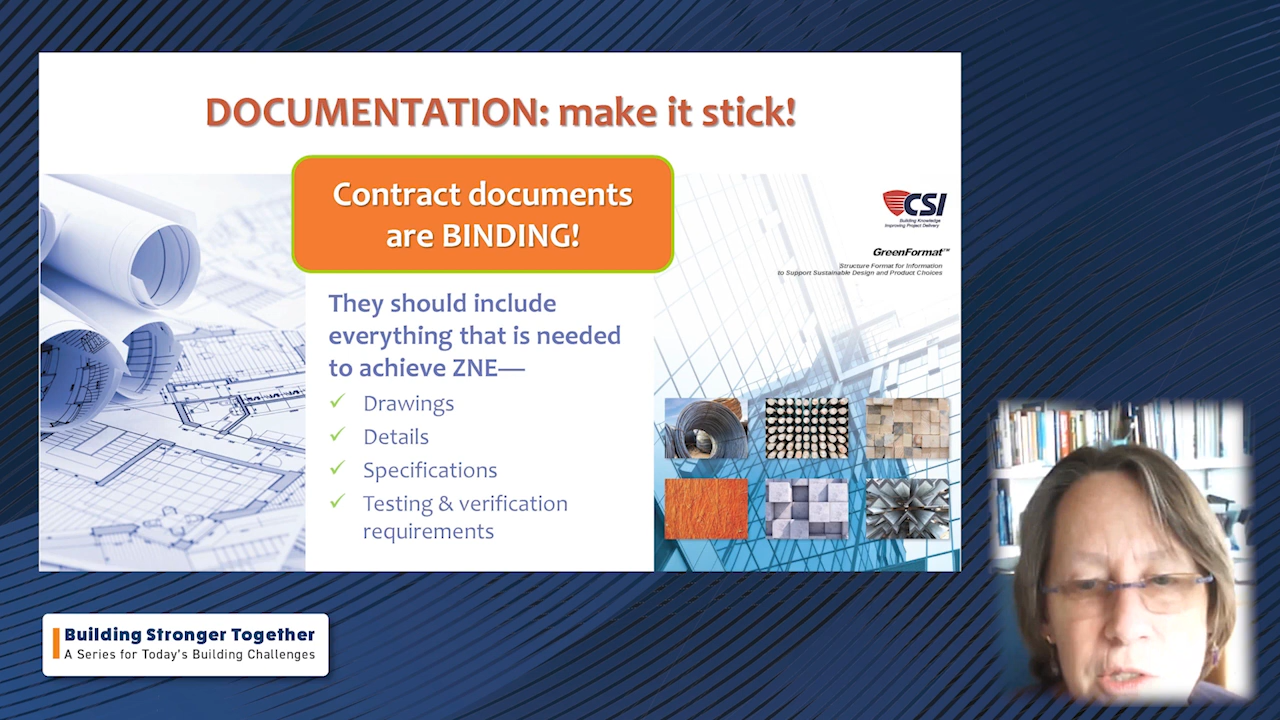 DOCUMENTATION: make it stick!
Contract documents
are BINDING!
CSI
Building Knowledge
Improving Project Delivery
GreenFormat™
Structure Format for Information
to Support Sustainable Design and Product Choices
They should include
everything that is needed
to achieve ZNE—
Drawings
Details
Specifications
Testing & verification
requirements
Building Stronger Together
A Series for Today's Building Challenges